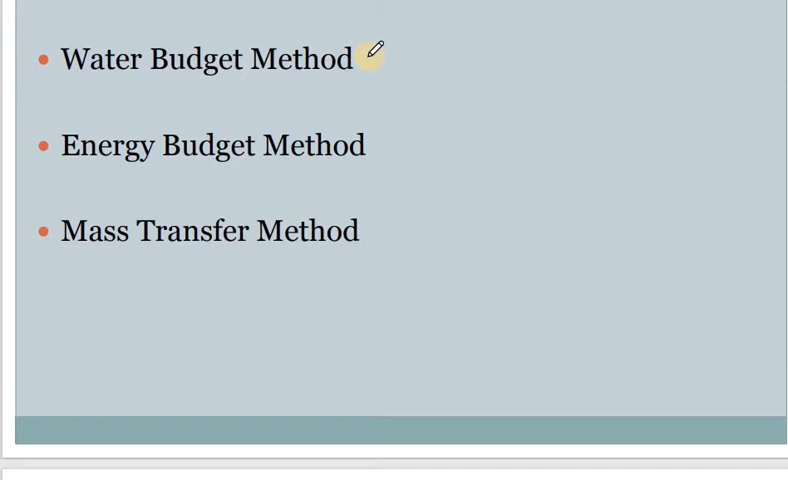 Water Budget Method
Energy Budget Method
Mass Transfer Method